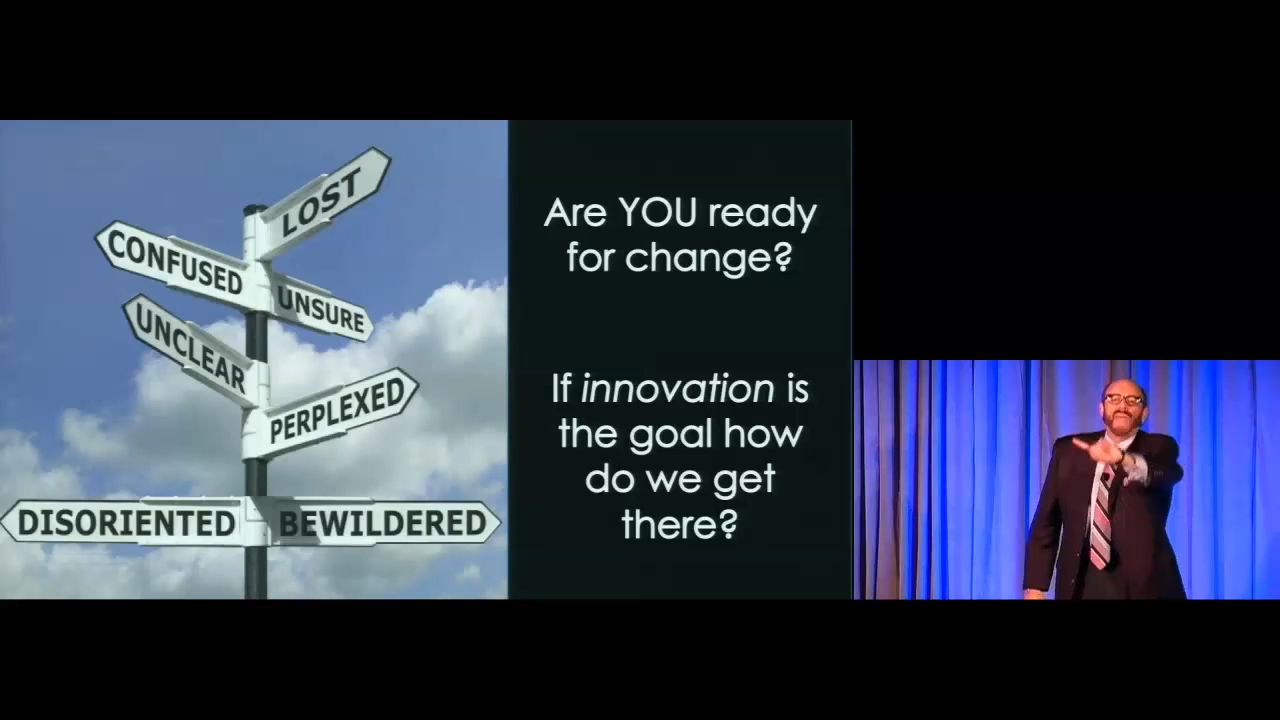 LOST
CONFUSED
UNSURE
UNCLEAR
PERPLEXED
DISORIENTED
BEWILDERED
Are YOU ready
for change?
If innovation is
the goal how
do we get
there?